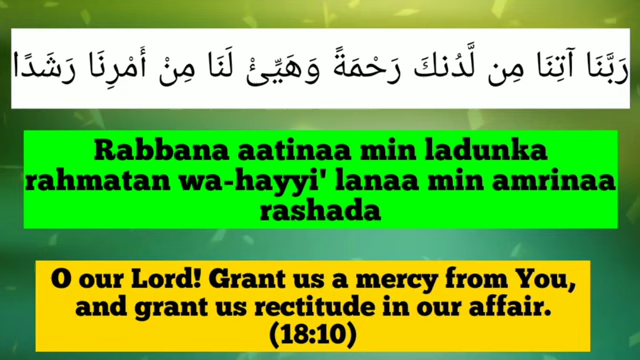 رَبَّنَا آتِنَا مِن لَّدُنكَ رَحْمَةً وَهَيِّئْ لَنَا مِنْ أَمْرِنَا رَشَدًا
Rabbana aatinaa min ladunka
rahmatan wa-hayyi' lanaa min amrinaa
rashada
O our Lord! Grant us a mercy from You,
and grant us rectitude in our affair.
(18:10)